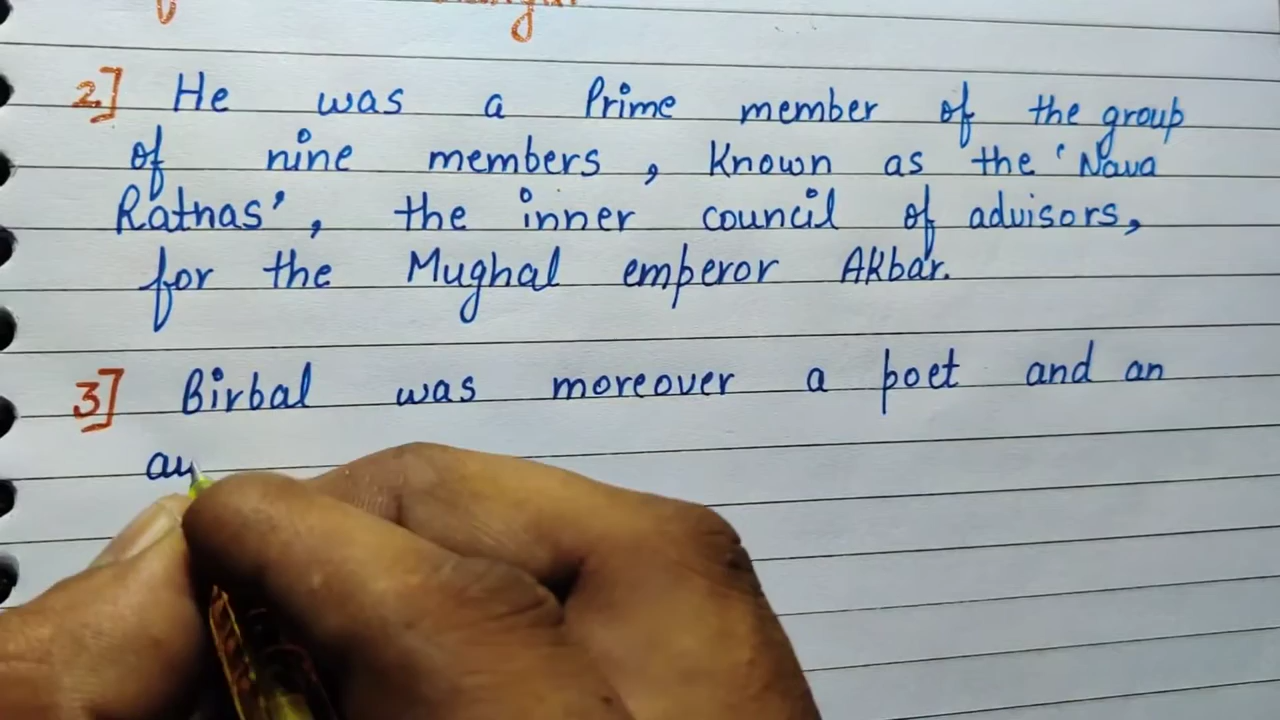 2] He was a Prime member of the group
of nine members, Known as the 'Nava
Ratnas', the inner council of advisors,
for the Mughal emperor Akbar.
3] Birbal was moreover a poet and an
au